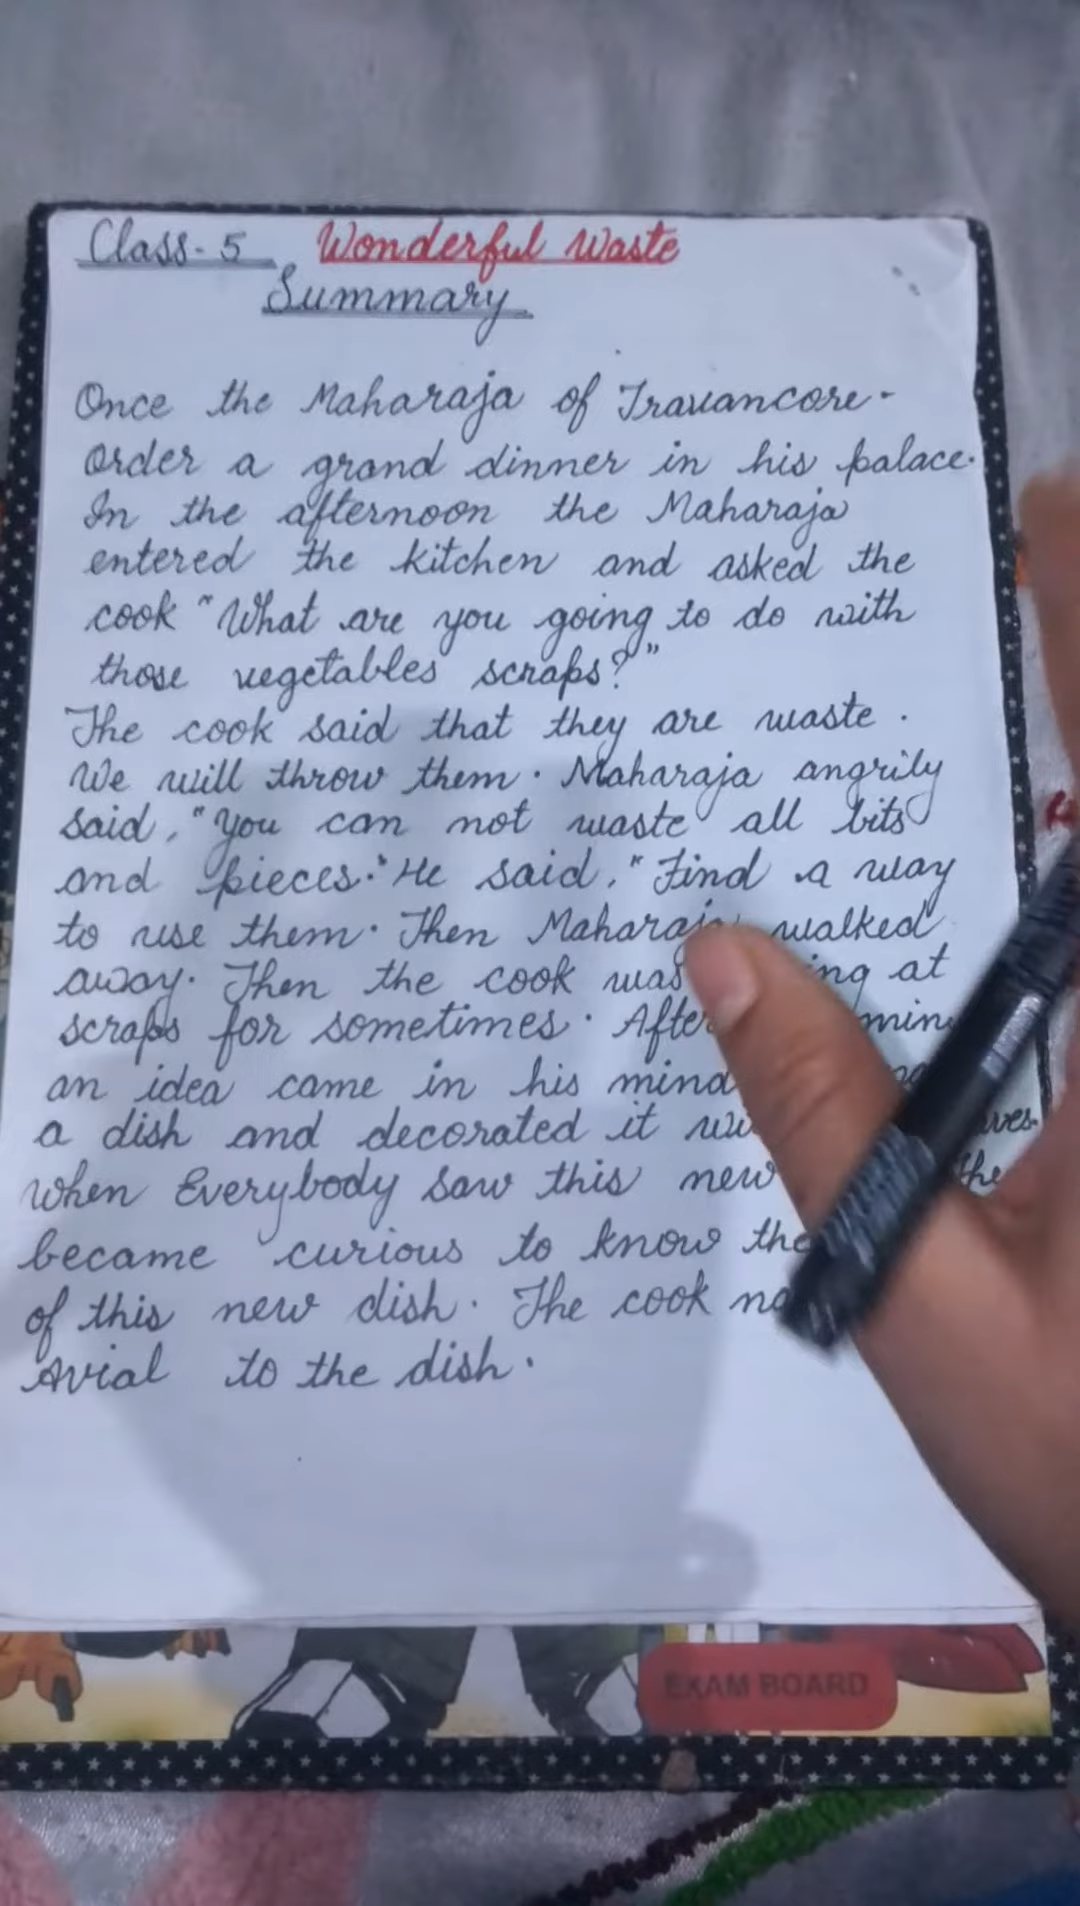 Class-5 Wonderful Waste
Summary
Once the Maharaja of Travancore-
order a grand dinner in his palace.
In the afternoon the Maharaja
entered the kitchen and asked the
cook "What are you going to do with
those vegetables scraps?"
The cook said that they are waste.
We will throw them. Maharaja angrily
said, "You can not waste all bits
and pieces." He said, "Find a way
to use them. Then Maharaja walked
away. Then the cook was at
scraps for sometimes. After
an idea came in his mind
a dish and decorated it
when Everybody saw this new
became curious to know the
of this new dish. The cook
Avial to the dish.
EXAM BOARD